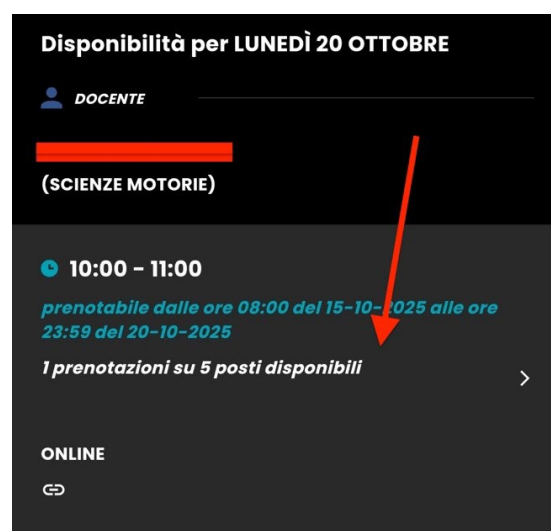 Disponibilità per LUNEDÌ 20 OTTOBRE
DOCENTE
(SCIENZE MOTORIE)
10:00 - 11:00
prenotabile dalle ore 08:00 del 15-10-2025 alle ore
23:59 del 20-10-2025
1 prenotazioni su 5 posti disponibili
ONLINE